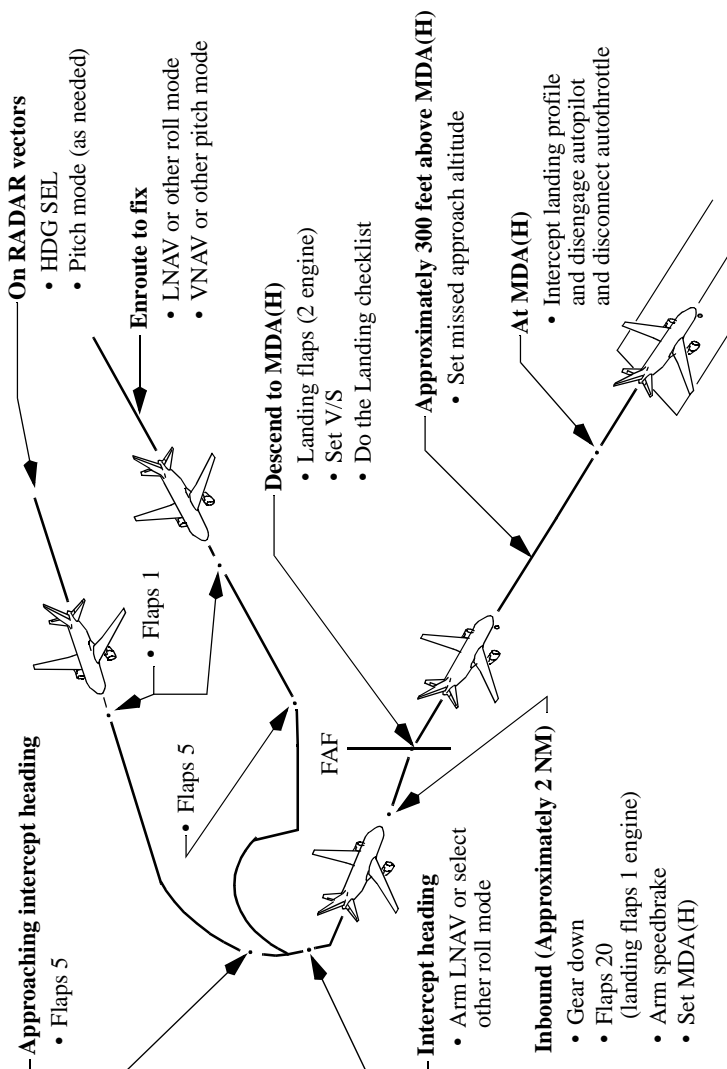 On RADAR vectors
• HDG SEL
• Pitch mode (as needed)
Enroute to fix
• LNAV or other roll mode
• VNAV or other pitch mode
• Flaps 1
Approaching intercept heading
• Flaps 5
• Flaps 5
Intercept heading
• Arm LNAV or select
other roll mode
Inbound (Approximately 2 NM)
• Gear down
• Flaps 20
(landing flaps 1 engine)
• Arm speedbrake
• Set MDA(H)
FAF
Descend to MDA(H)
• Landing flaps (2 engine)
• Set V/S
• Do the Landing checklist
Approximately 300 feet above MDA(H)
• Set missed approach altitude
At MDA(H)
• Intercept landing profile
and disengage autopilot
and disconnect autothrottle